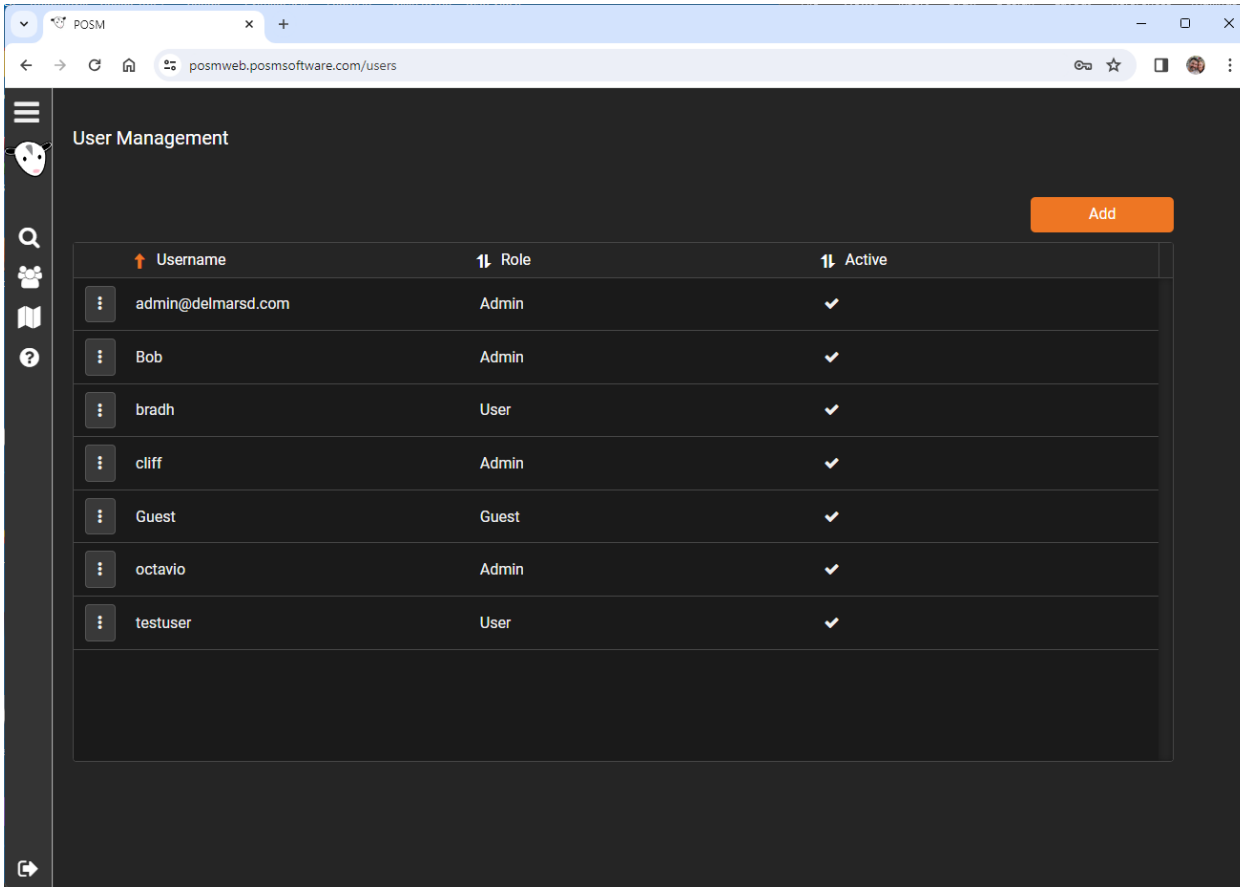 POSM
posmweb.posmsoftware.com/users
User Management
Add
Username Role Active
admin@delmarsd.com Admin
Bob Admin
bradh User
cliff Admin
Guest Guest
octavio Admin
testuser User